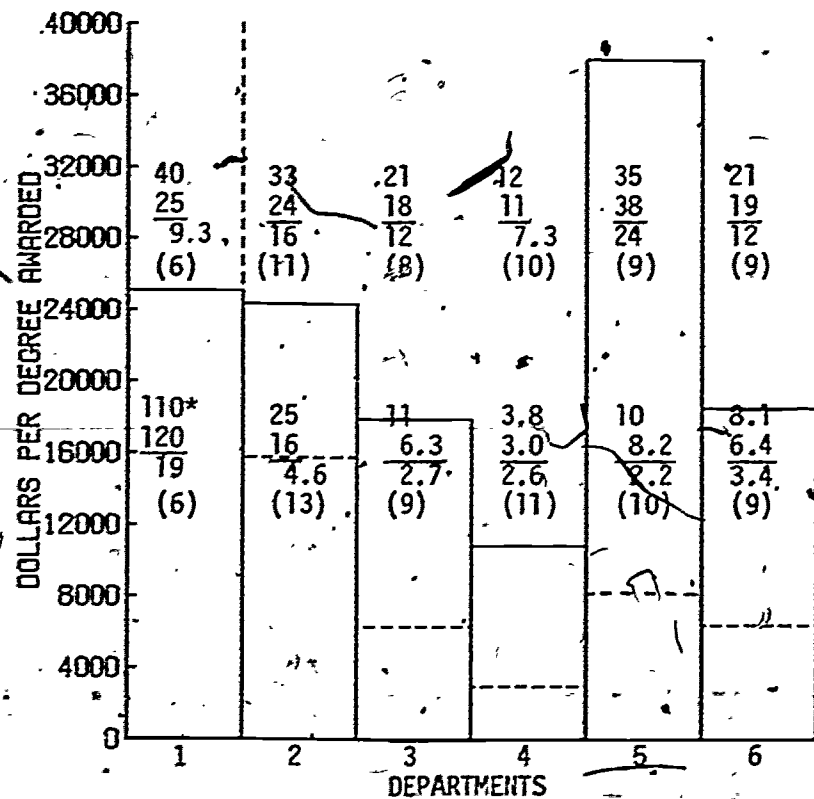 40000
36000
32000
28000
24000
20000
16000
12000
8000
4000
0
DOLLARS PER DEGREE AWARDED
40 33 21 12 35 21
25 24 18 11 38 19
9.3 16 12 7.3 24 12
(6) (11) (8) (10) (9) (9)
110* 25 11 3.8 10 8.1
120 16 6.3 3.0 8.2 6.4
19 4.6 2.7 2.6 2.2 3.4
(6) (13) (9) (11) (10) (9)
1 2 3 4 5 6
DEPARTMENTS